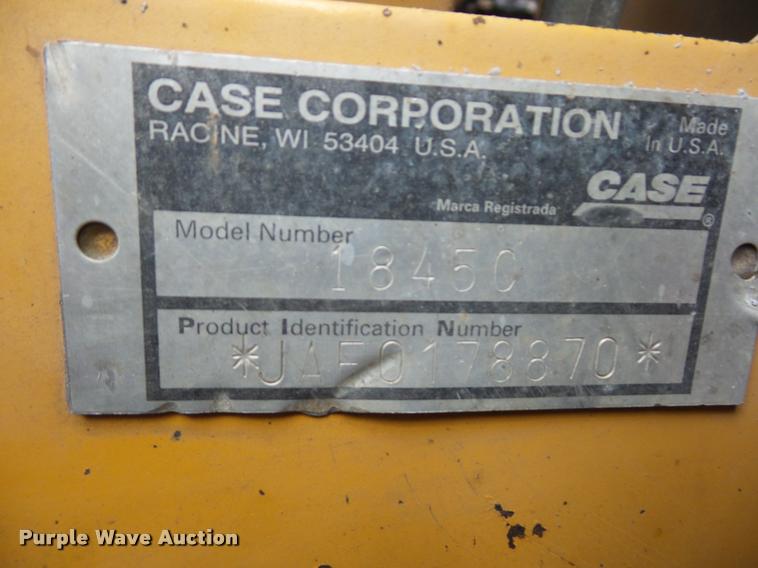 CASE CORPORATION
RACINE, WI 53404 U.S.A.
Made
In U.S.A.
CASE
Marca Registrada ®
Model Number
1845C
Product Identification Number
*JAF0178870*
Purple Wave Auction